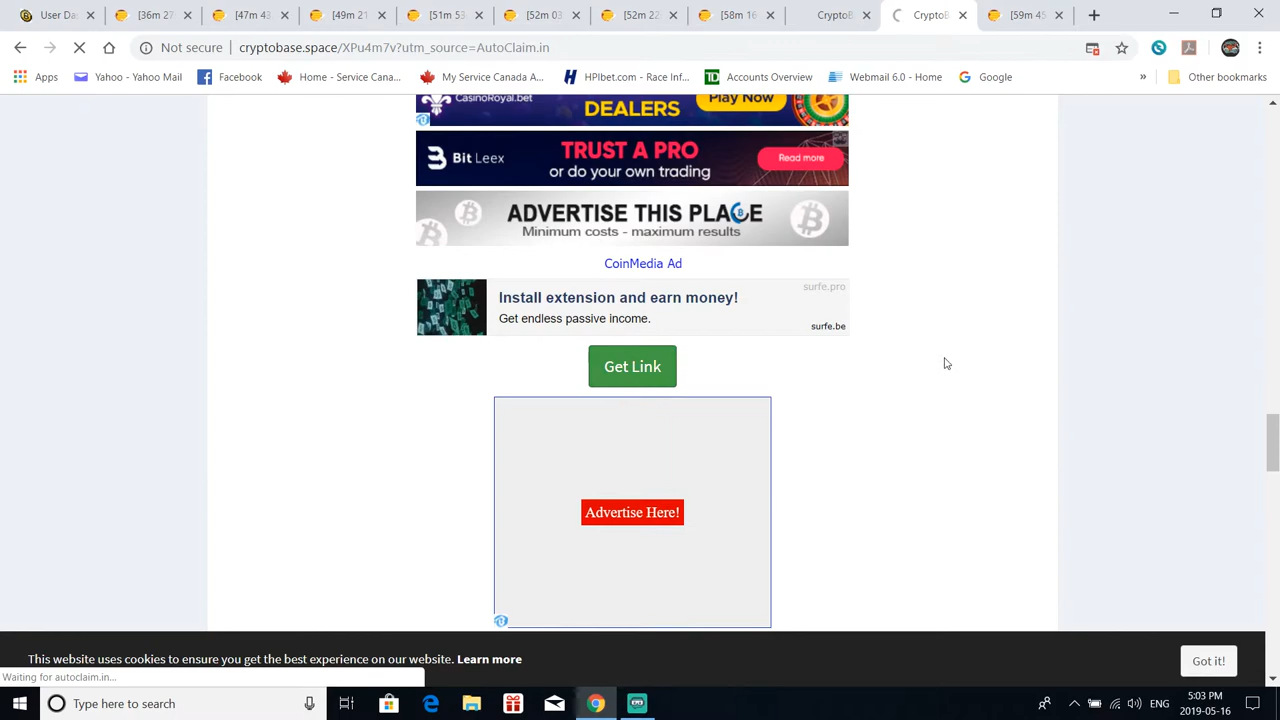 User Da
[36m 27
[47m 43
[49m 21
[51m 53
[52m 03
[52m 22
[58m 16
CryptoB
CryptoB
[59m 45
Not secure
cryptobase.space/XPu4m7v?utm_source=AutoClaim.in
Apps
Yahoo - Yahoo Mail
Facebook
Home - Service Cana...
My Service Canada A...
HPIbet.com - Race Inf...
Accounts Overview
Webmail 6.0 - Home
Google
»
Other bookmarks
CasinoRoyal.bet
DEALERS
Play Now
Bit Leex
TRUST A PRO
or do your own trading
Read more
ADVERTISE THIS PLACE
Minimum costs - maximum results
CoinMedia Ad
Install extension and earn money!
surfe.pro
Get endless passive income.
surfe.be
Get Link
Advertise Here!
This website uses cookies to ensure you get the best experience on our website. Learn more
Got it!
Waiting for autoclaim.in...
Type here to search
ENG
5:03 PM
2019-05-16